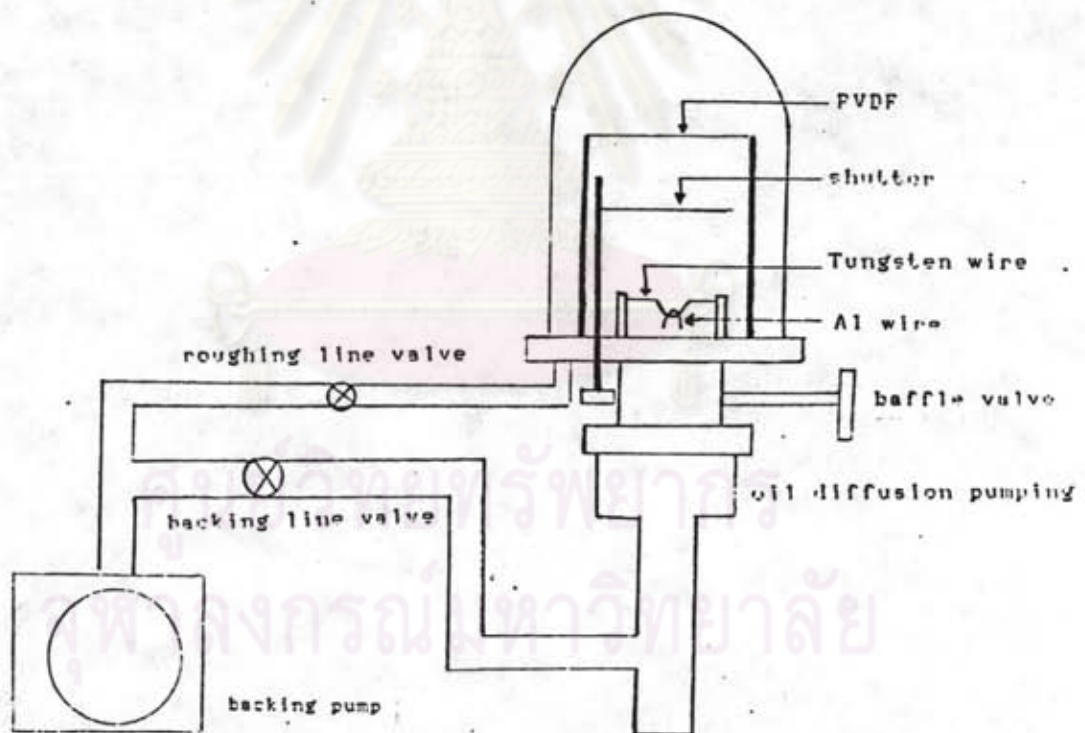 PVDF
shutter
Tungsten wire
Al wire
roughing line valve
baffle valve
oil diffusion pumping
backing line valve
backing pump
ศูนย์วิทยทรัพยากร
จุฬาลงกรณ์มหาวิทยาลัย